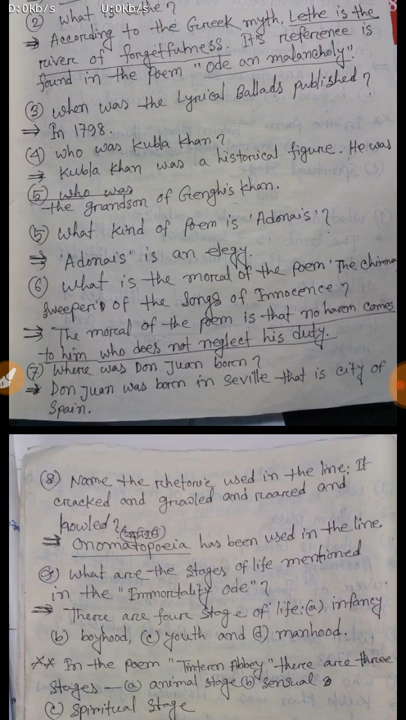 D:0Kb/s U:0Kb/s
② what is ?
⇒ According to the Greek myth, Lethe is the
river of forgetfulness. Its reference is
found in the poem "Ode an malancholy".
③ when was the Lyrical Ballads published?
⇒ In 1798.
④ who was Kubla Khan?
⇒ Kubla Khan was a historical figure. He was
⑤ who was
the grandson of Genghis Khan.
⑤ what kind of poem is 'Adonais'?
⇒ 'Adonais' is an elegy.
⑥ What is the moral of the poem 'The
sweeper' of the songs of Innocence?
⇒ The moral of the poem is that no harm comes
to him who does not neglect his duty.
⑦ Where was Don Juan born?
⇒ Don Juan was born in Seville that is city of
Spain.
⑧ Name the rhetoric used in the line: It
cracked and growled and roared and
howled?
⇒ Onomatopoeia has been used in the line.
⑨ What are the stages of life mentioned
in the "Immortality Ode"?
⇒ There are four stage of life: (a) infancy
(b) boyhood, (c) youth and (d) manhood.
** In the poem "Tintern Abbey" there are three
stages — (a) animal stage (b) sensual &
(c) spiritual stage